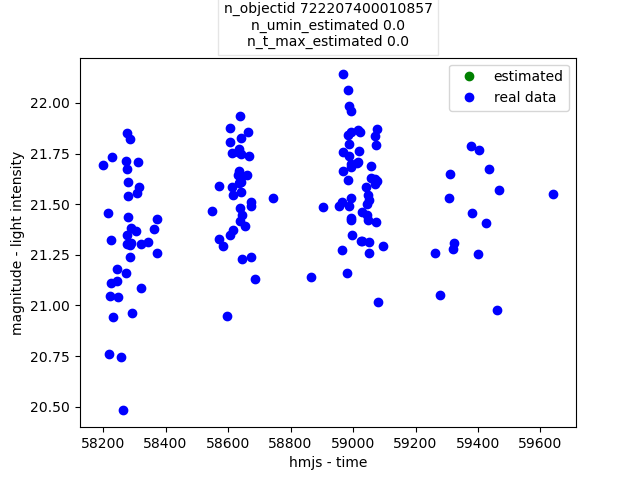 n_objectid 722207400010857
n_umin_estimated 0.0
n_t_max_estimated 0.0
estimated
real data
magnitude - light intensity
22.00
21.75
21.50
21.25
21.00
20.75
20.50
58200 58400 58600 58800 59000 59200 59400 59600
hmjs - time